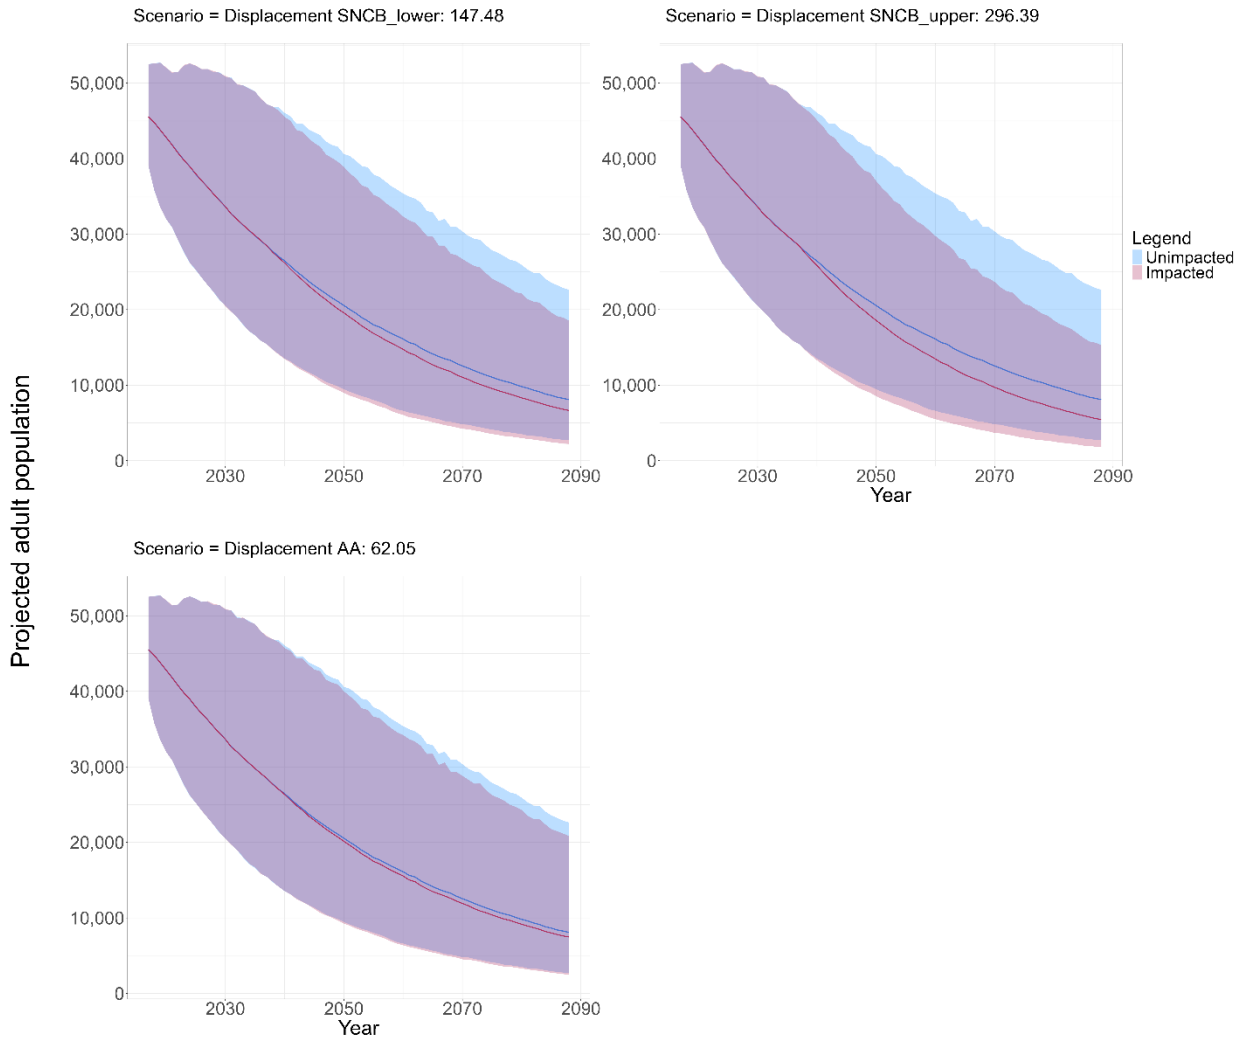 Scenario = Displacement SNCB_lower: 147.48
50,000
40,000
30,000
20,000
10,000
0
2030 2050 2070 2090
Scenario = Displacement SNCB_upper: 296.39
50,000
40,000
30,000
20,000
10,000
0
2030 2050 2070 2090
Year
Legend
Unimpacted
Impacted
Projected adult population
Scenario = Displacement AA: 62.05
50,000
40,000
30,000
20,000
10,000
0
2030 2050 2070 2090
Year